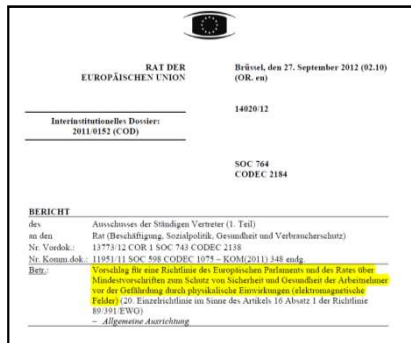 RAT DER
EUROPÄISCHEN UNION
Brüssel, den 27. September 2012 (02.10)
(OR. en)
14020/12
Interinstitutionelles Dossier:
2011/0152 (COD)
SOC 764
CODEC 2184
BERICHT
des Ausschusses der Ständigen Vertreter (1. Teil)
an den Rat (Beschäftigung, Sozialpolitik, Gesundheit und Verbraucherschutz)
Nr. Vordok.: 13773/12 COR 1 SOC 743 CODEC 2138
Nr. Komm.dok.: 11951/11 SOC 598 CODEC 1075 – KOM(2011) 348 endg.
Betr.: Vorschlag für eine Richtlinie des Europäischen Parlaments und des Rates über
Mindestvorschriften zum Schutz von Sicherheit und Gesundheit der Arbeitnehmer
vor der Gefährdung durch physikalische Einwirkungen (elektromagnetische
Felder) (20. Einzelrichtlinie im Sinne des Artikels 16 Absatz 1 der Richtlinie
89/391/EWG)
– Allgemeine Ausrichtung